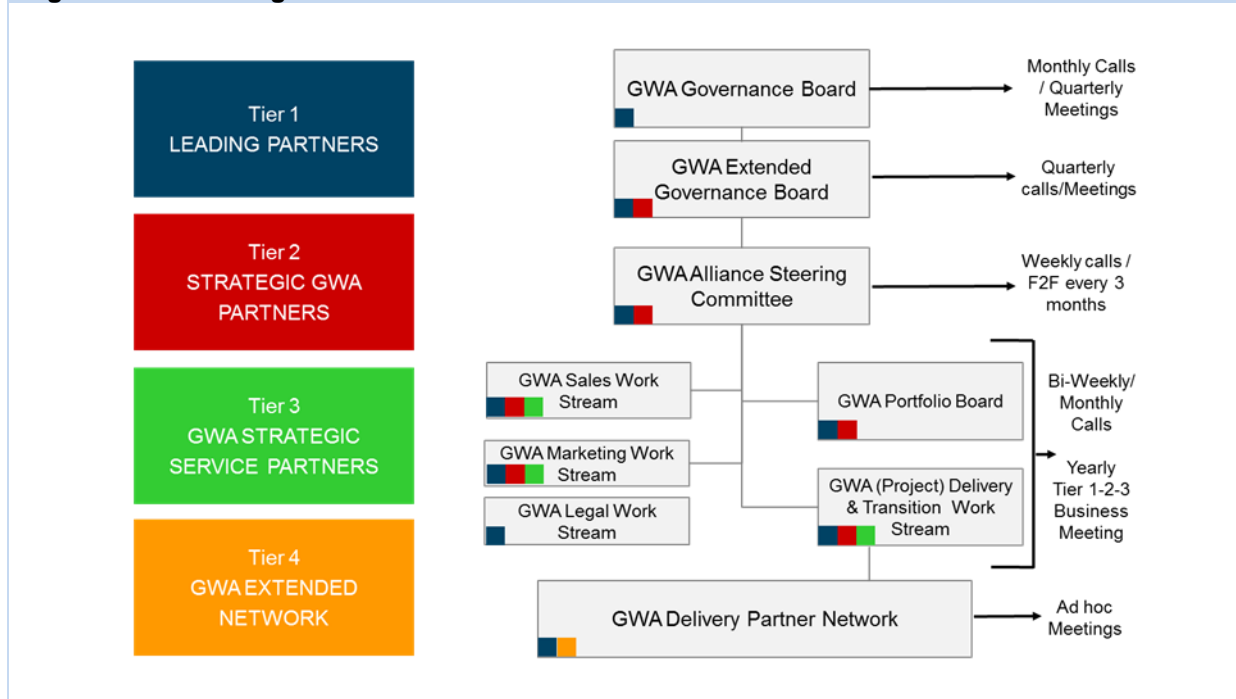 Tier 1
LEADING PARTNERS
Tier 2
STRATEGIC GWA
PARTNERS
Tier 3
GWA STRATEGIC
SERVICE PARTNERS
Tier 4
GWA EXTENDED
NETWORK
GWA Governance Board
Monthly Calls
/ Quarterly
Meetings
GWA Extended
Governance Board
Quarterly
calls/Meetings
GWA Alliance Steering
Committee
Weekly calls /
F2F every 3
months
GWA Sales Work
Stream
GWA Marketing Work
Stream
GWA Legal Work
Stream
GWA Portfolio Board
GWA (Project) Delivery
& Transition Work
Stream
Bi-Weekly/
Monthly
Calls
Yearly
Tier 1-2-3
Business
Meeting
GWA Delivery Partner Network
Ad hoc
Meetings